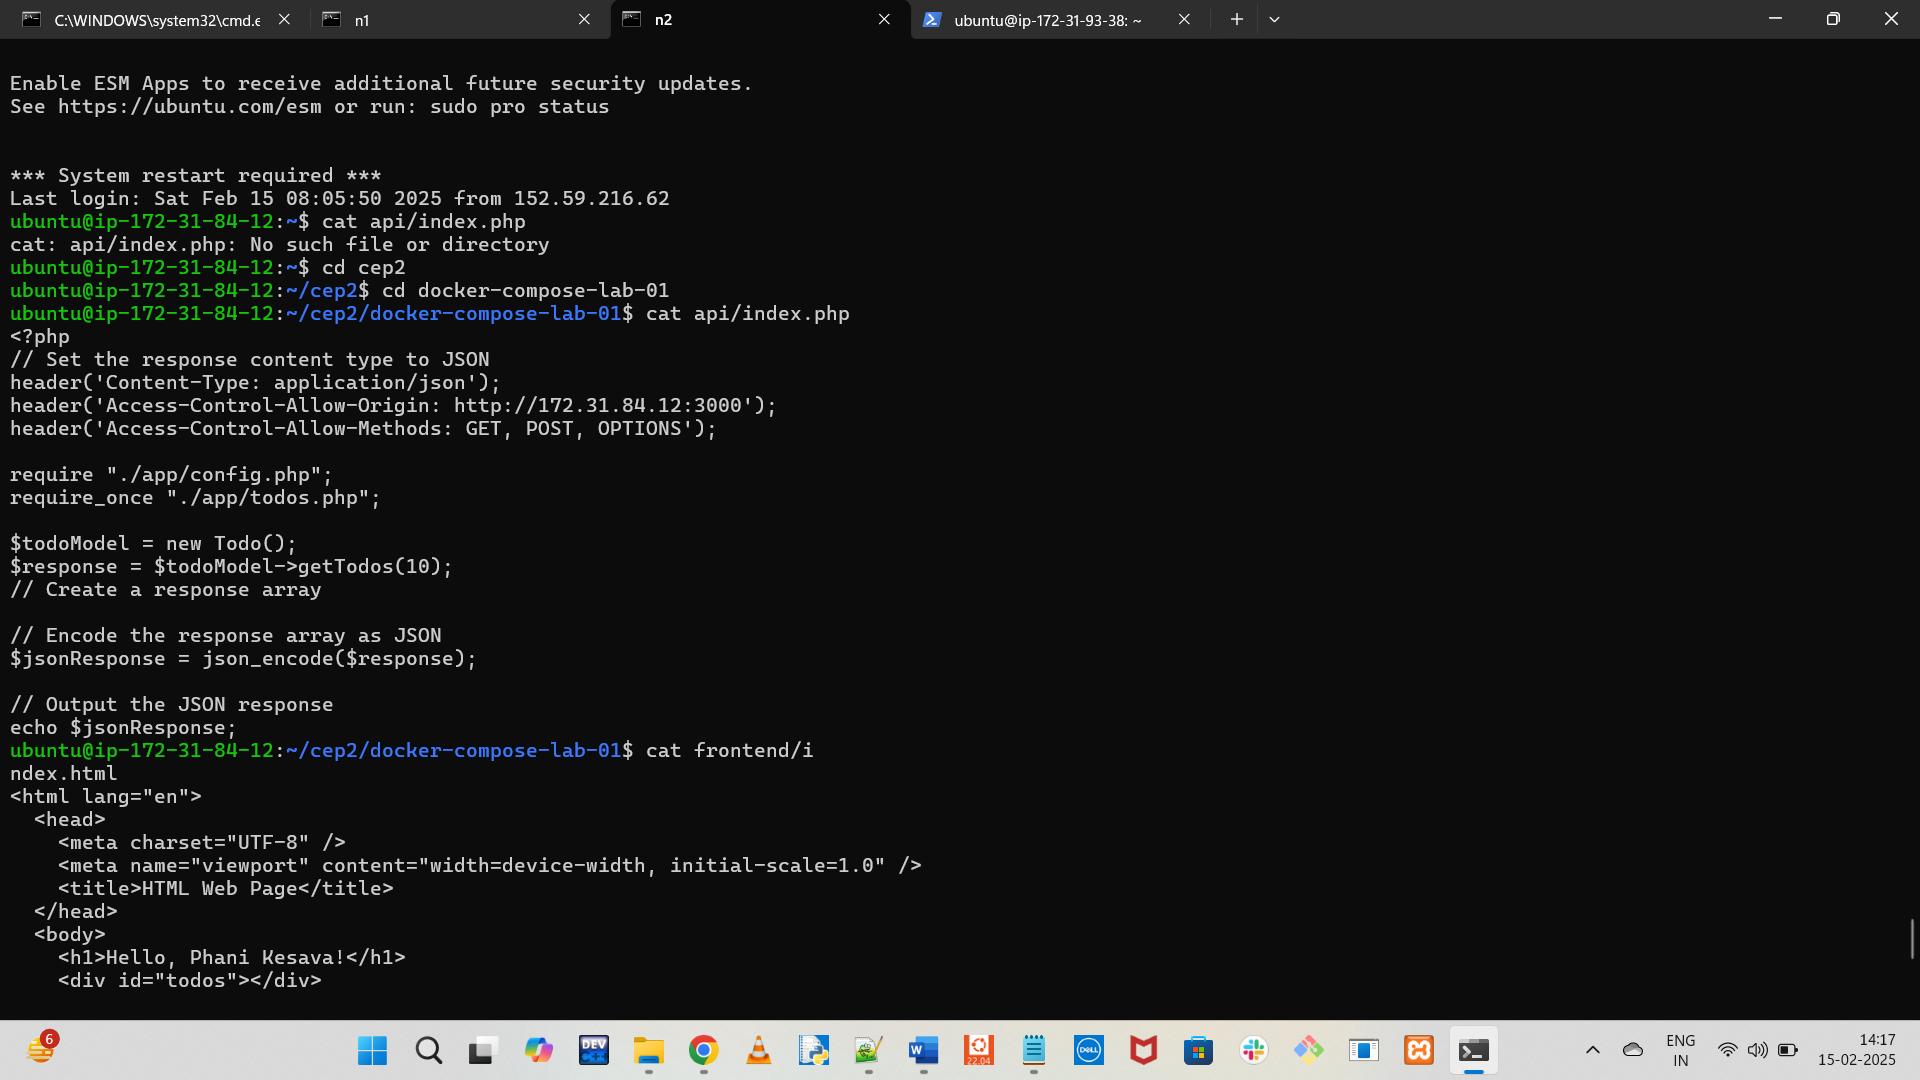 C:\WINDOWS\system32\cmd.e
n1
n2
ubuntu@ip-172-31-93-38: ~
Enable ESM Apps to receive additional future security updates.
See https://ubuntu.com/esm or run: sudo pro status
*** System restart required ***
Last login: Sat Feb 15 08:05:50 2025 from 152.59.216.62
ubuntu@ip-172-31-84-12:~$ cat api/index.php
cat: api/index.php: No such file or directory
ubuntu@ip-172-31-84-12:~$ cd cep2
ubuntu@ip-172-31-84-12:~/cep2$ cd docker-compose-lab-01
ubuntu@ip-172-31-84-12:~/cep2/docker-compose-lab-01$ cat api/index.php
<?php
// Set the response content type to JSON
header('Content-Type: application/json');
header('Access-Control-Allow-Origin: http://172.31.84.12:3000');
header('Access-Control-Allow-Methods: GET, POST, OPTIONS');
require "./app/config.php";
require_once "./app/todos.php";
$todoModel = new Todo();
$response = $todoModel->getTodos(10);
// Create a response array
// Encode the response array as JSON
$jsonResponse = json_encode($response);
// Output the JSON response
echo $jsonResponse;
ubuntu@ip-172-31-84-12:~/cep2/docker-compose-lab-01$ cat frontend/i
ndex.html
<html lang="en">
  <head>
    <meta charset="UTF-8" />
    <meta name="viewport" content="width=device-width, initial-scale=1.0" />
    <title>HTML Web Page</title>
  </head>
  <body>
    <h1>Hello, Phani Kesava!</h1>
    <div id="todos"></div>
6
DEV
C++
W
22.04
DELL
ENG
IN
14:17
15-02-2025